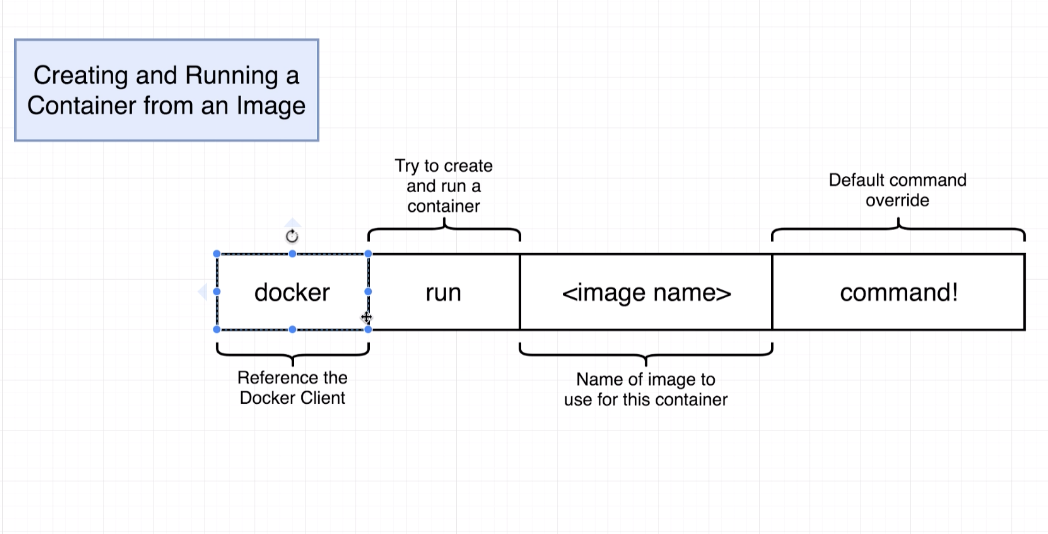 Creating and Running a
Container from an Image
Try to create
and run a
container
Default command
override
docker
run
<image name>
command!
Reference the
Docker Client
Name of image to
use for this container